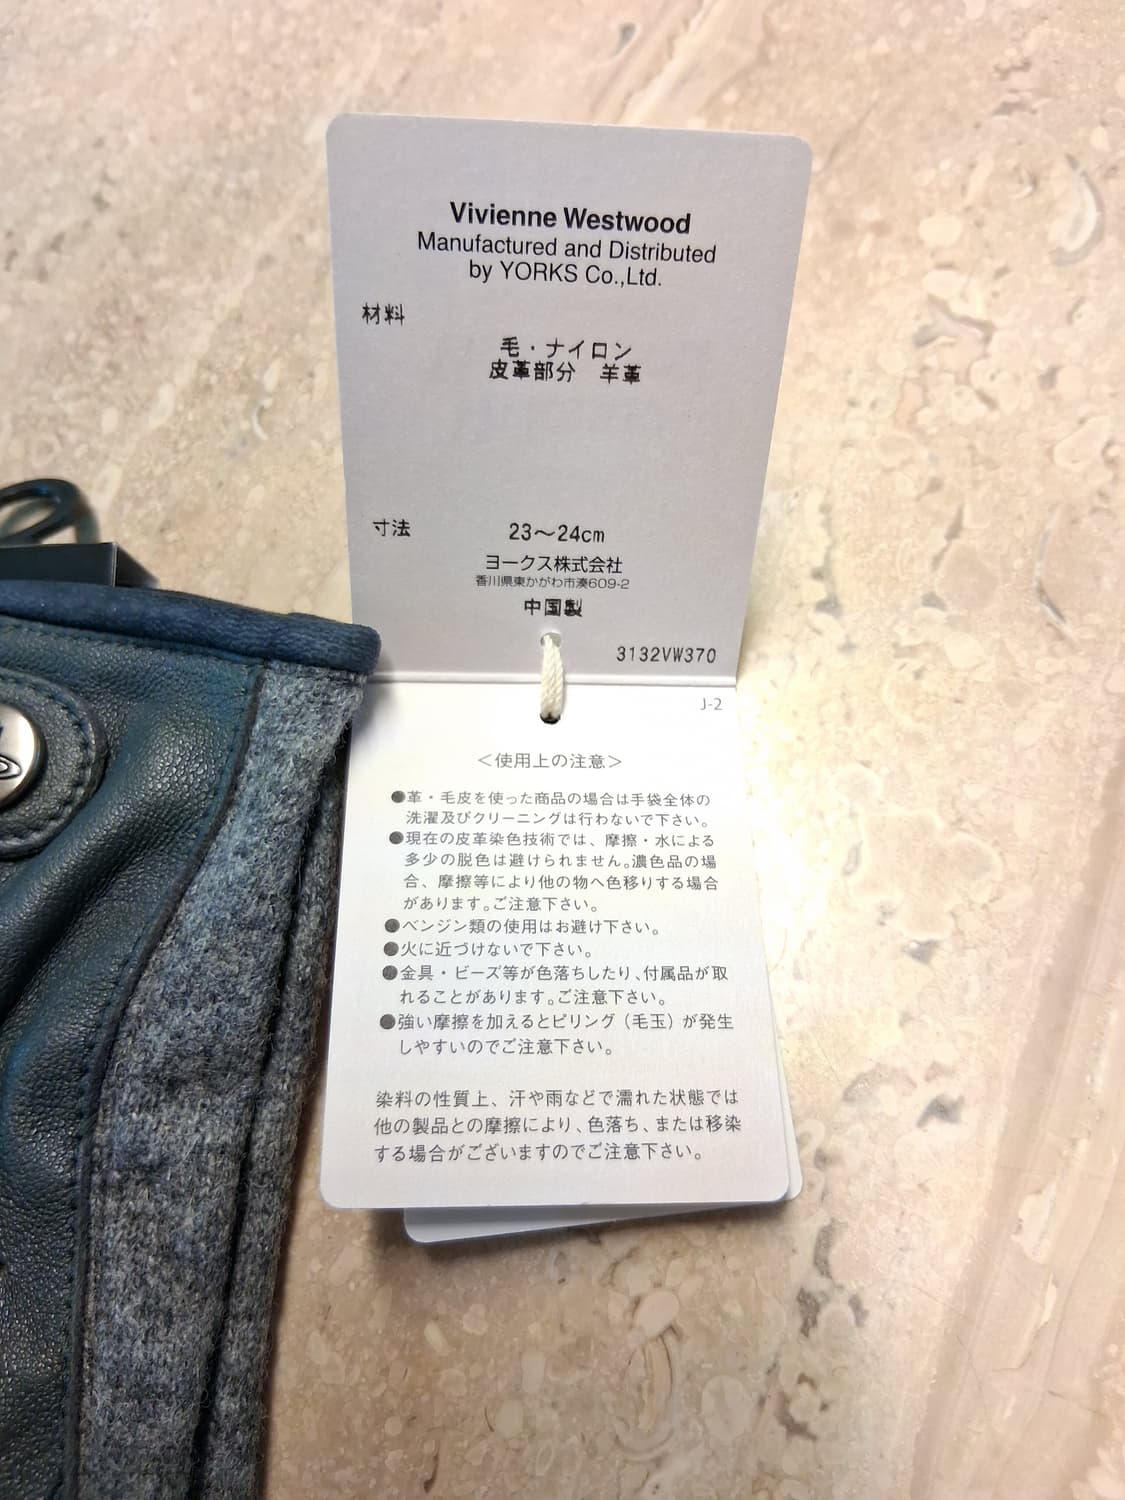 Vivienne Westwood
Manufactured and Distributed
by YORKS Co.,Ltd.
材料
毛・ナイロン
皮革部分　羊革
寸法　23～24cm
ヨークス株式会社
香川県東かがわ市湊609-2
中国製
3132VW370
J-2
＜使用上の注意＞
●革・毛皮を使った商品の場合は手袋全体の
洗濯及びクリーニングは行わないで下さい。
●現在の皮革染色技術では、摩擦・水による
多少の脱色は避けられません。濃色品の場
合、摩擦等により他の物へ色移りする場合
があります。ご注意下さい。
●ベンジン類の使用はお避け下さい。
●火に近づけないで下さい。
●金具・ビーズ等が色落ちしたり、付属品が取
れることがあります。ご注意下さい。
●強い摩擦を加えるとピリング（毛玉）が発生
しやすいのでご注意下さい。
染料の性質上、汗や雨などで濡れた状態では
他の製品との摩擦により、色落ち、または移染
する場合がございますのでご注意下さい。